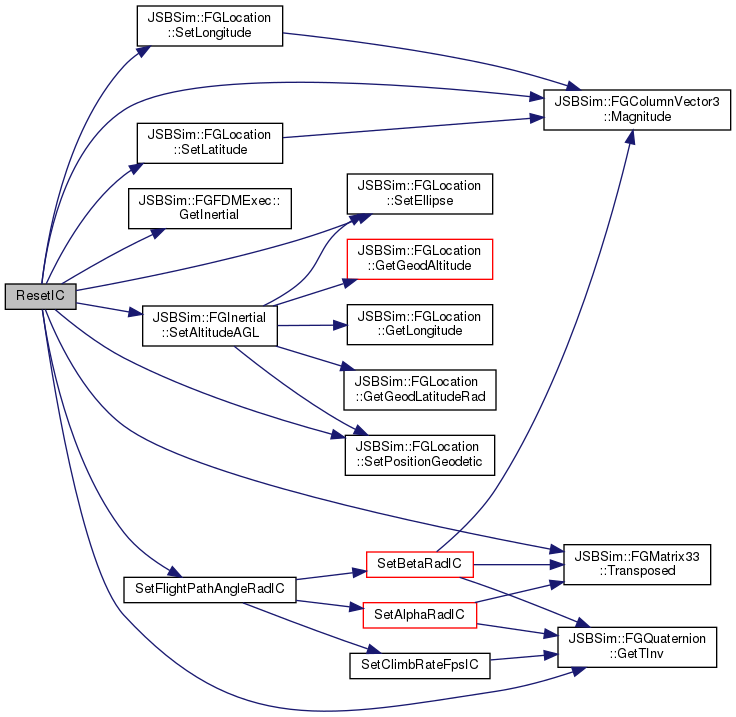 JSBSim::FGLocation
::SetLongitude
JSBSim::FGColumnVector3
::Magnitude
JSBSim::FGLocation
::SetLatitude
JSBSim::FGFDMExec::
GetInertial
JSBSim::FGLocation
::SetEllipse
JSBSim::FGLocation
::GetGeodAltitude
ResetIC
JSBSim::FGInertial
::SetAltitudeAGL
JSBSim::FGLocation
::GetLongitude
JSBSim::FGLocation
::GetGeodLatitudeRad
JSBSim::FGLocation
::SetPositionGeodetic
SetBetaRadIC
JSBSim::FGMatrix33
::Transposed
SetFlightPathAngleRadIC
SetAlphaRadIC
JSBSim::FGQuaternion
::GetTInv
SetClimbRateFpsIC